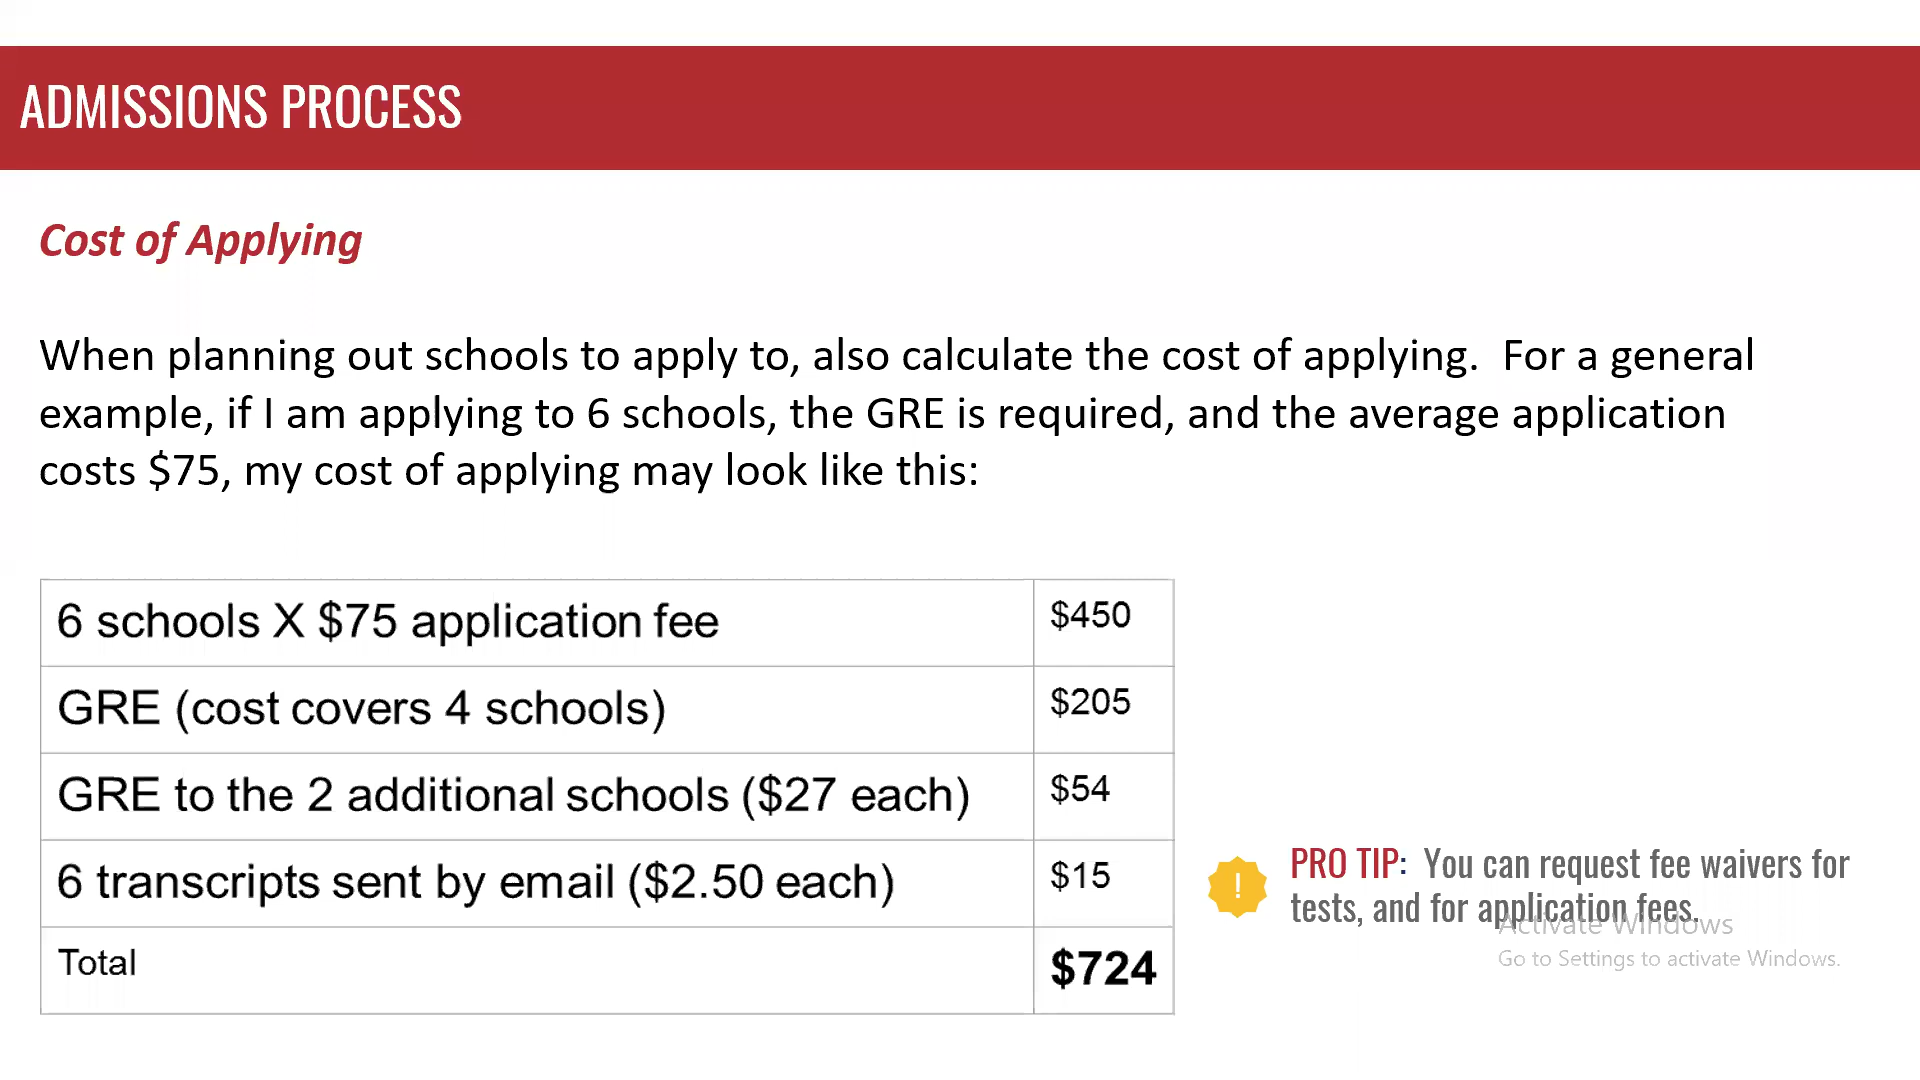 ADMISSIONS PROCESS
Cost of Applying
When planning out schools to apply to, also calculate the cost of applying.  For a general
example, if I am applying to 6 schools, the GRE is required, and the average application
costs $75, my cost of applying may look like this:
6 schools X $75 application fee $450
GRE (cost covers 4 schools) $205
GRE to the 2 additional schools ($27 each) $54
6 transcripts sent by email ($2.50 each) $15
Total $724
!
PRO TIP:  You can request fee waivers for
tests, and for application fees.
Activate Windows
Go to Settings to activate Windows.